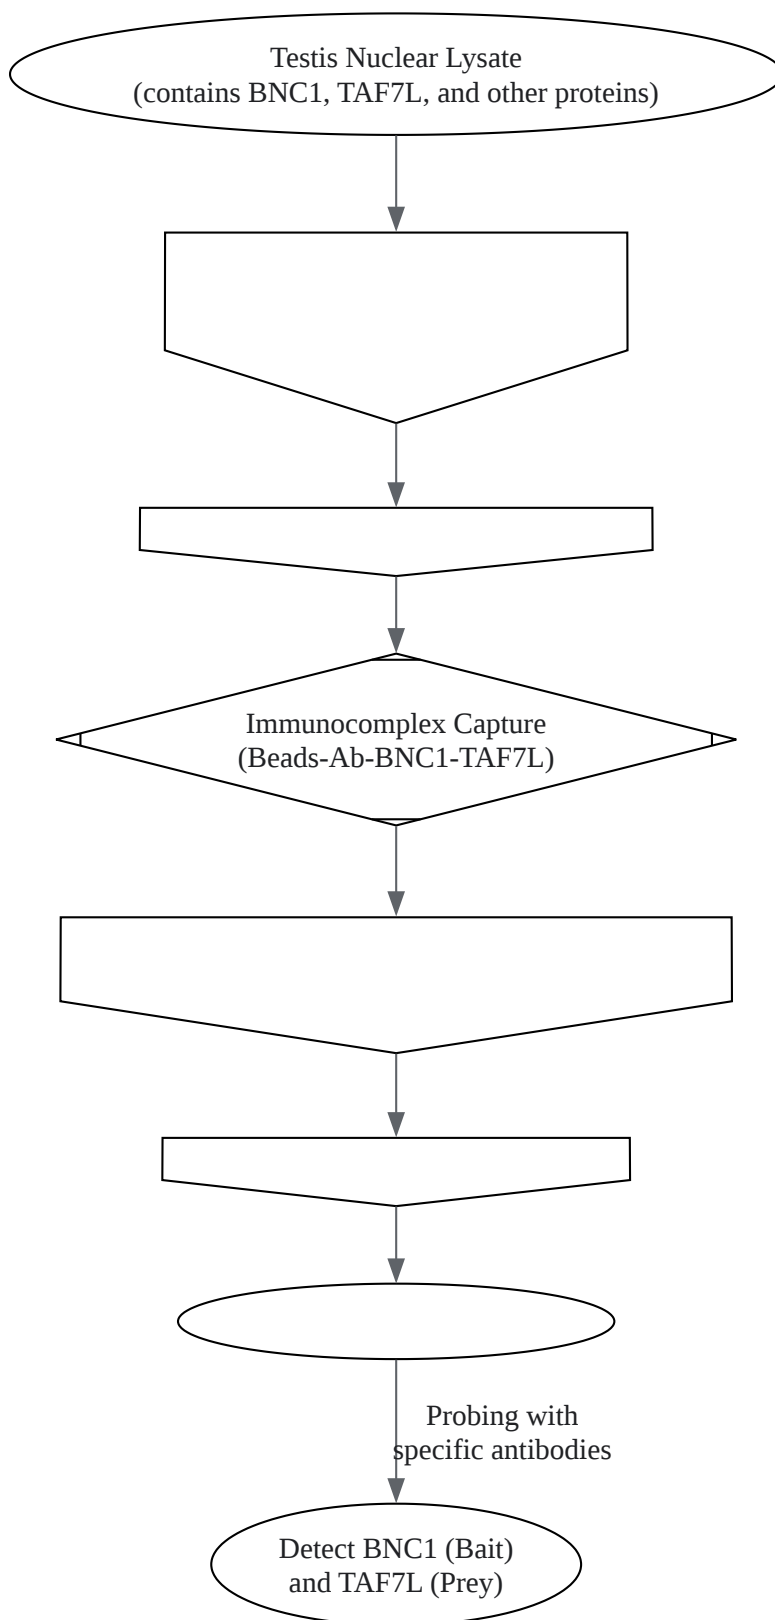 Testis Nuclear Lysate
(contains BNC1, TAF7L, and other proteins)
Immunocomplex Capture
(Beads-Ab-BNC1-TAF7L)
Probing with
specific antibodies
Detect BNC1 (Bait)
and TAF7L (Prey)